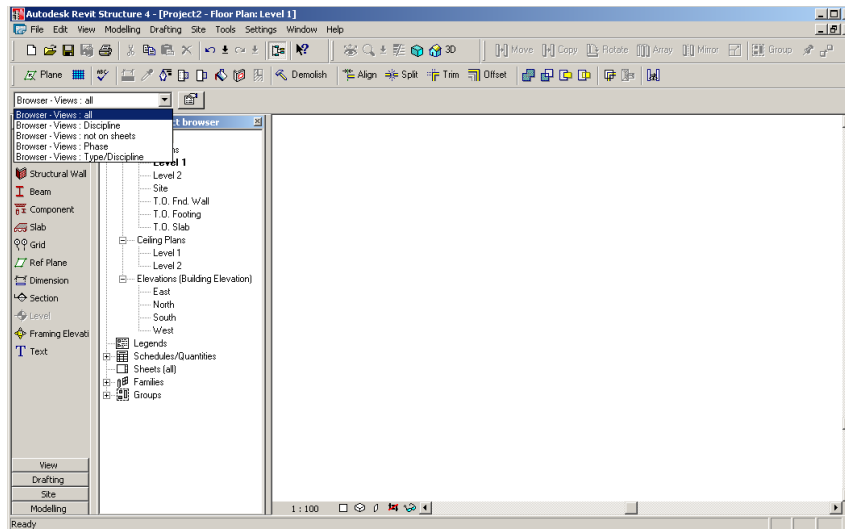 Autodesk Revit Structure 4 - [Project2 - Floor Plan: Level 1]
File Edit View Modelling Drafting Site Tools Settings Window Help
3D Move Copy Rotate Array Mirror Group
Plane Demolish Align Split Trim Offset
Browser - Views : all
Browser - Views : all
Browser - Views : Discipline
Browser - Views : not on sheets
Browser - Views : Phase
Browser - Views : Type/Discipline
t browser
ns
Level 1
Structural Wall
Level 2
Beam
Site
T.O. Fnd. Wall
Component
T.O. Footing
Slab
T.O. Slab
Grid
Ceiling Plans
Level 1
Ref Plane
Level 2
Dimension
Elevations (Building Elevation)
East
Section
North
Level
South
Framing Elevati
West
Text
Legends
Schedules/Quantities
Sheets (all)
Families
Groups
View
Drafting
Site
Modelling
1 : 100
Ready